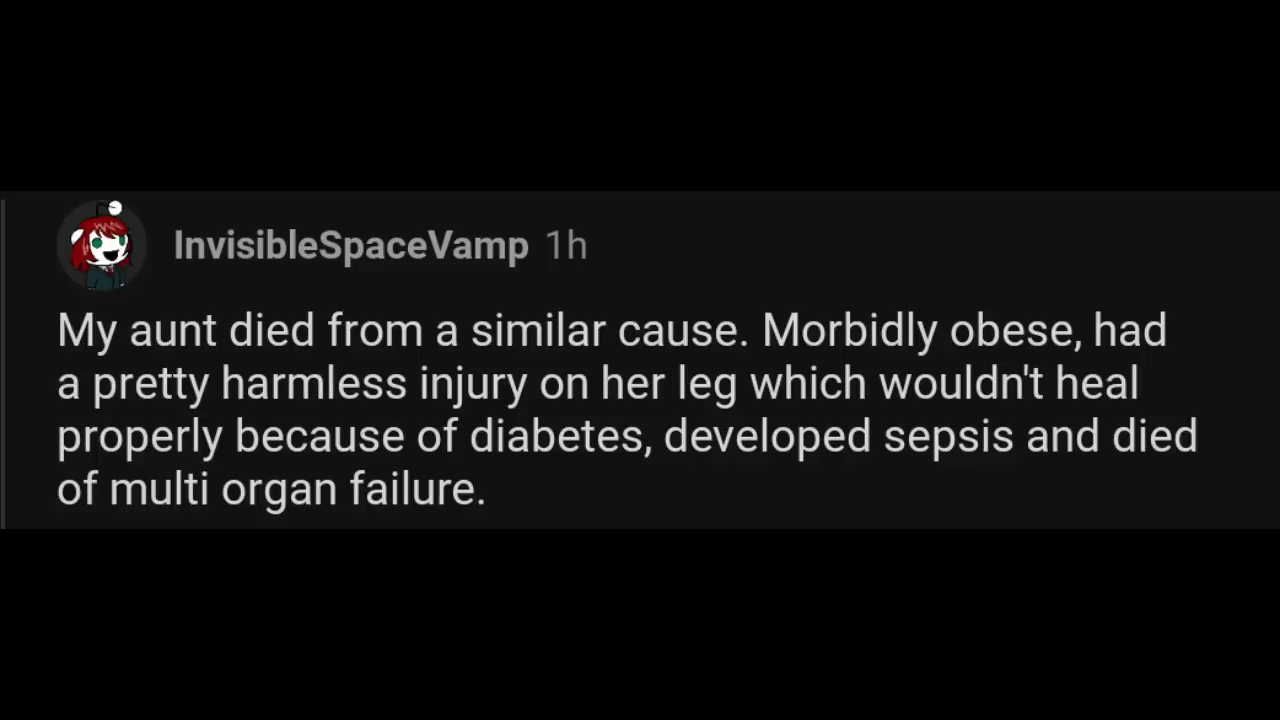 InvisibleSpaceVamp 1h
My aunt died from a similar cause. Morbidly obese, had
a pretty harmless injury on her leg which wouldn't heal
properly because of diabetes, developed sepsis and died
of multi organ failure.